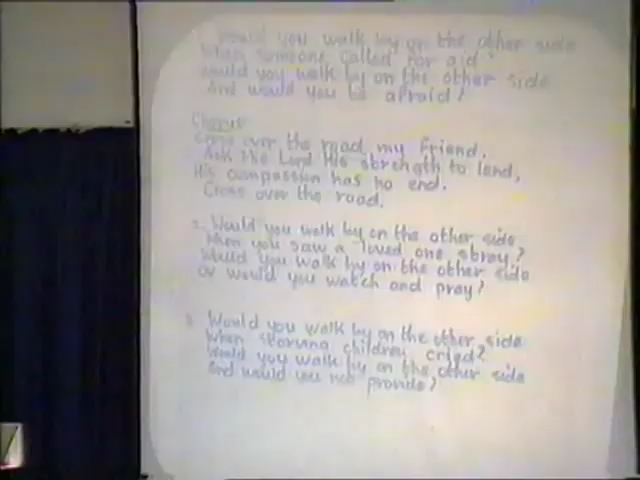 Would you walk by on the other side
When someone called for aid?
Would you walk by on the other side
And would you be afraid?
Chorus
Cross over the road, my friend,
Ask the Lord His strength to lend,
His compassion has no end,
Cross over the road.
2. Would you walk by on the other side
When you saw a loved one stray?
Would you walk by on the other side
Or would you watch and pray?
3. Would you walk by on the other side
When starving children cried?
Would you walk by on the other side
And would you not provide?